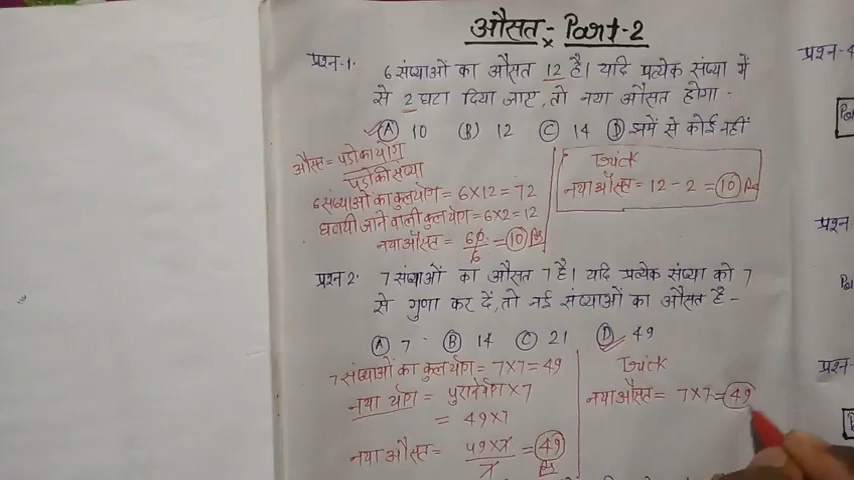 औसत :- Part-2
प्रश्न-1. 6 संख्याओं का औसत 12 है। यदि प्रत्येक संख्या में
से 2 घटा दिया जाए, तो नया औसत होगा -
(A) 10 (B) 12 (C) 14 (D) इनमें से कोई नहीं
औसत = पदों का योग
पदों की संख्या
6 संख्याओं का कुल योग = 6×12 = 72
घटायी जाने वाली कुल योग = 6×2 = 12
नया औसत = 60/6 = 10
Trick
नया औसत = 12 - 2 = 10
प्रश्न 2. 7 संख्याओं का औसत 7 है। यदि प्रत्येक संख्या को 7
से गुणा कर दें, तो नई संख्याओं का औसत है -
(A) 7 (B) 14 (C) 21 (D) 49
7 संख्याओं का कुल योग = 7×7 = 49
नया योग = पुराने योग × 7
= 49×7
नया औसत = 49×7/7 = 49
Trick
नया औसत = 7×7 = 49
प्रश्न-4
प्रश्न-
प्रश्न-